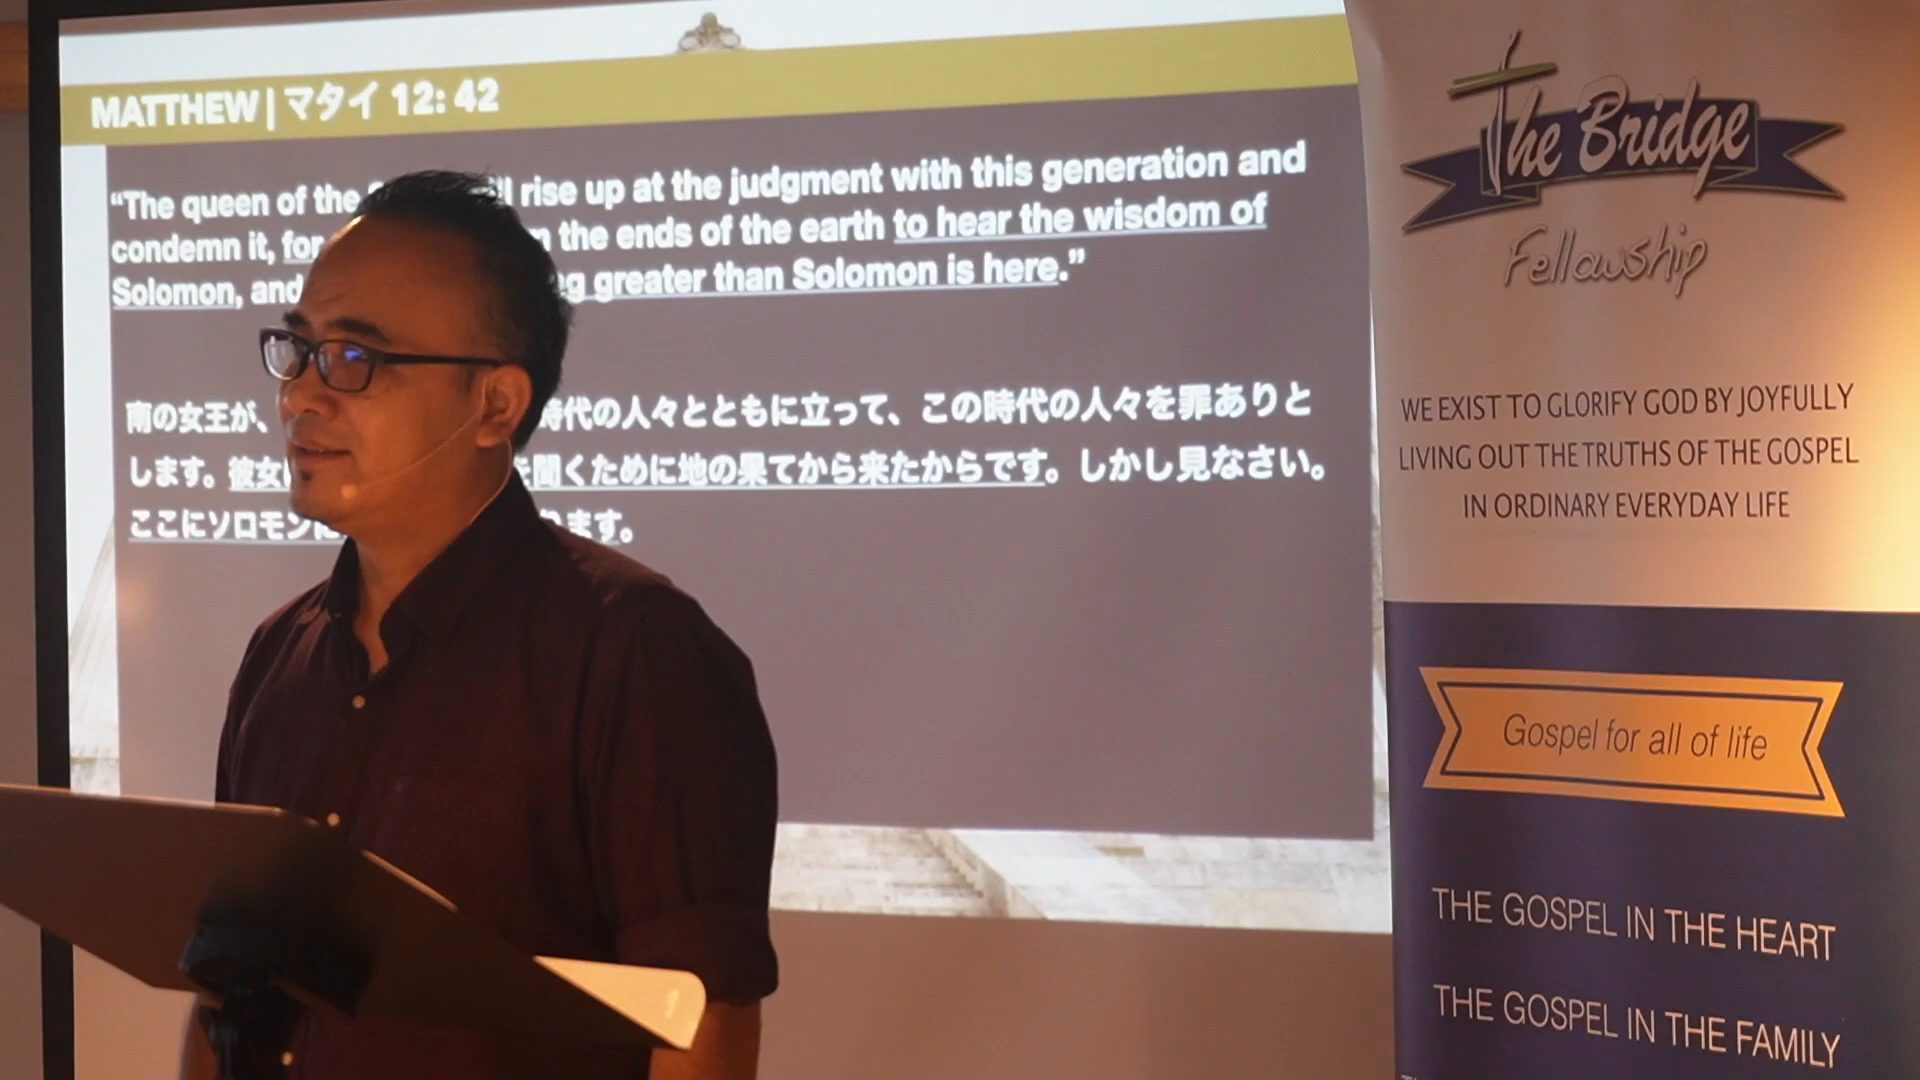 MATTHEW | マタイ 12: 42
“The queen of the rise up at the judgment with this generation and
condemn it, for the ends of the earth to hear the wisdom of
Solomon, and greater than Solomon is here.”
南の女王が、 時代の人々とともに立って、この時代の人々を罪ありと
します。彼女 を聞くために地の果てから来たからです。しかし見なさい。
ここにソロモン ます。
The Bridge
Fellowship
WE EXIST TO GLORIFY GOD BY JOYFULLY
LIVING OUT THE TRUTHS OF THE GOSPEL
IN ORDINARY EVERYDAY LIFE
Gospel for all of life
THE GOSPEL IN THE HEART
THE GOSPEL IN THE FAMILY